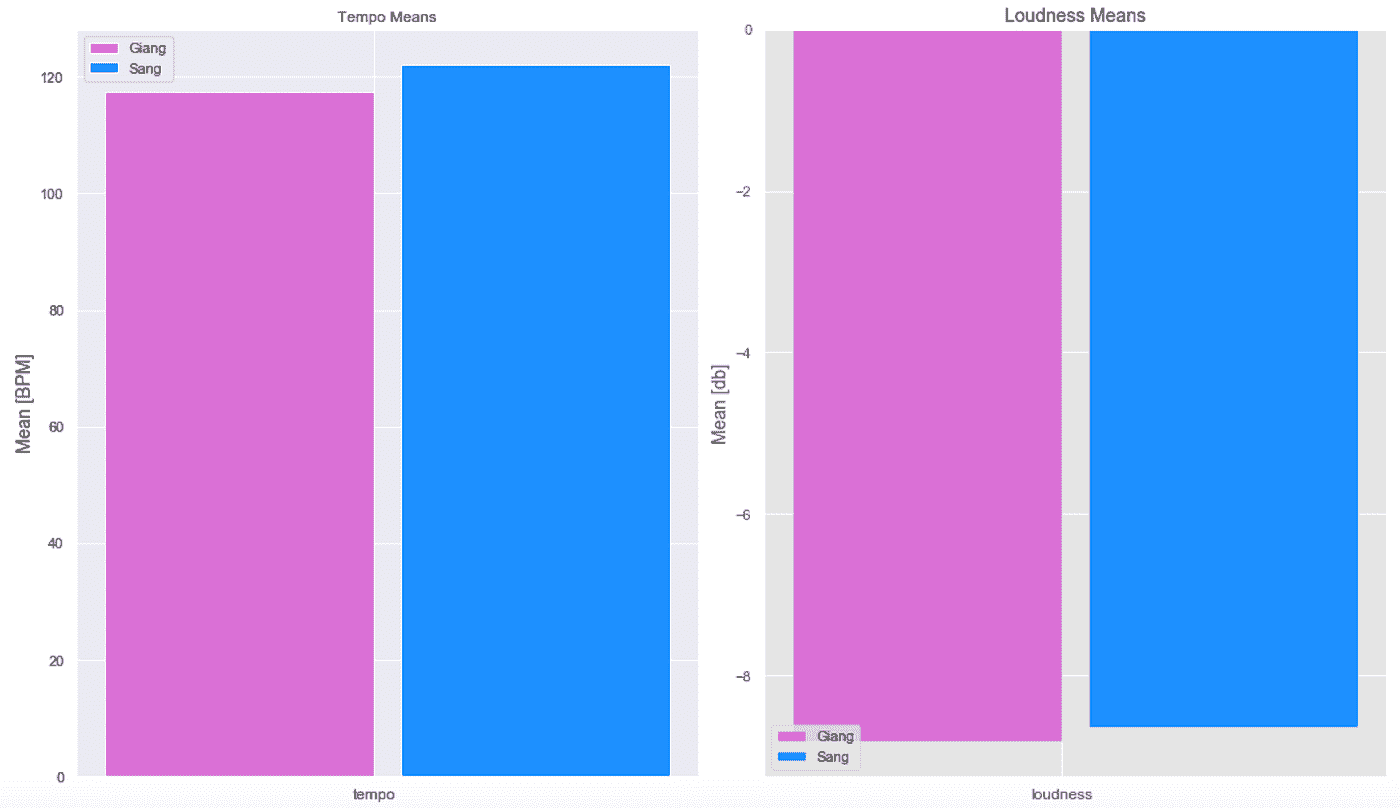 Tempo Means
Giang
Sang
120
100
80
60
40
20
0
Mean [BPM]
tempo
Loudness Means
0
−2
−4
−6
−8
Mean [db]
Giang
Sang
loudness